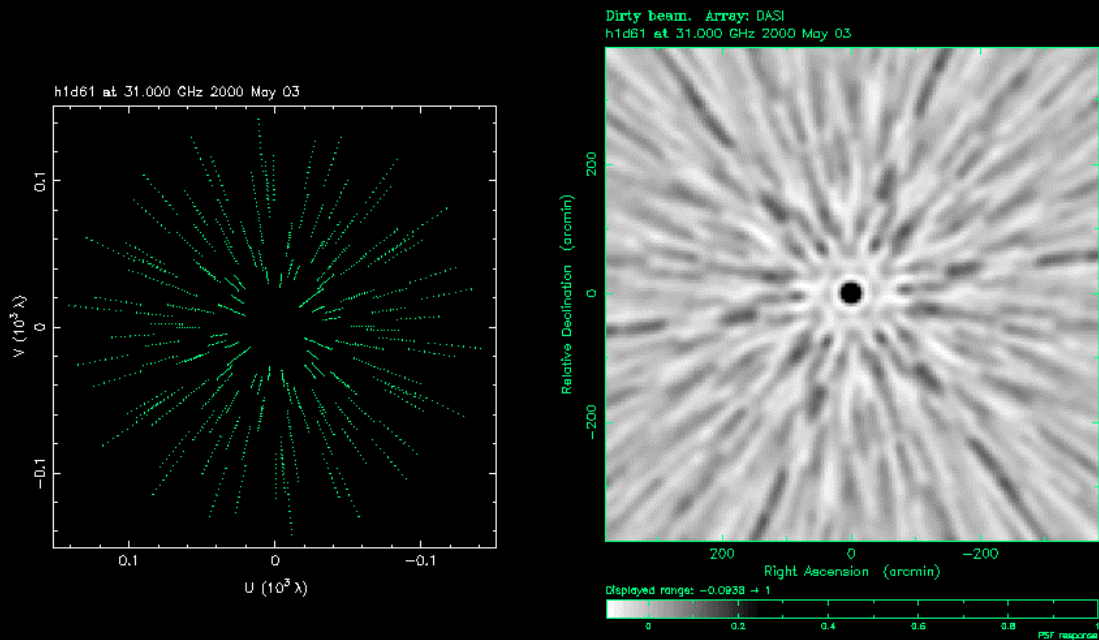 h1d61 at 31.000 GHz 2000 May 03
0.1
0
−0.1
V (10³ λ)
0.1
0
−0.1
U (10³ λ)
Dirty beam. Array: DASI
h1d61 at 31.000 GHz 2000 May 03
200
0
−200
Relative Declination (arcmin)
200
0
−200
Right Ascension (arcmin)
Displayed range: −0.0938 → 1
0
0.2
0.4
0.6
0.8
1
PSF response